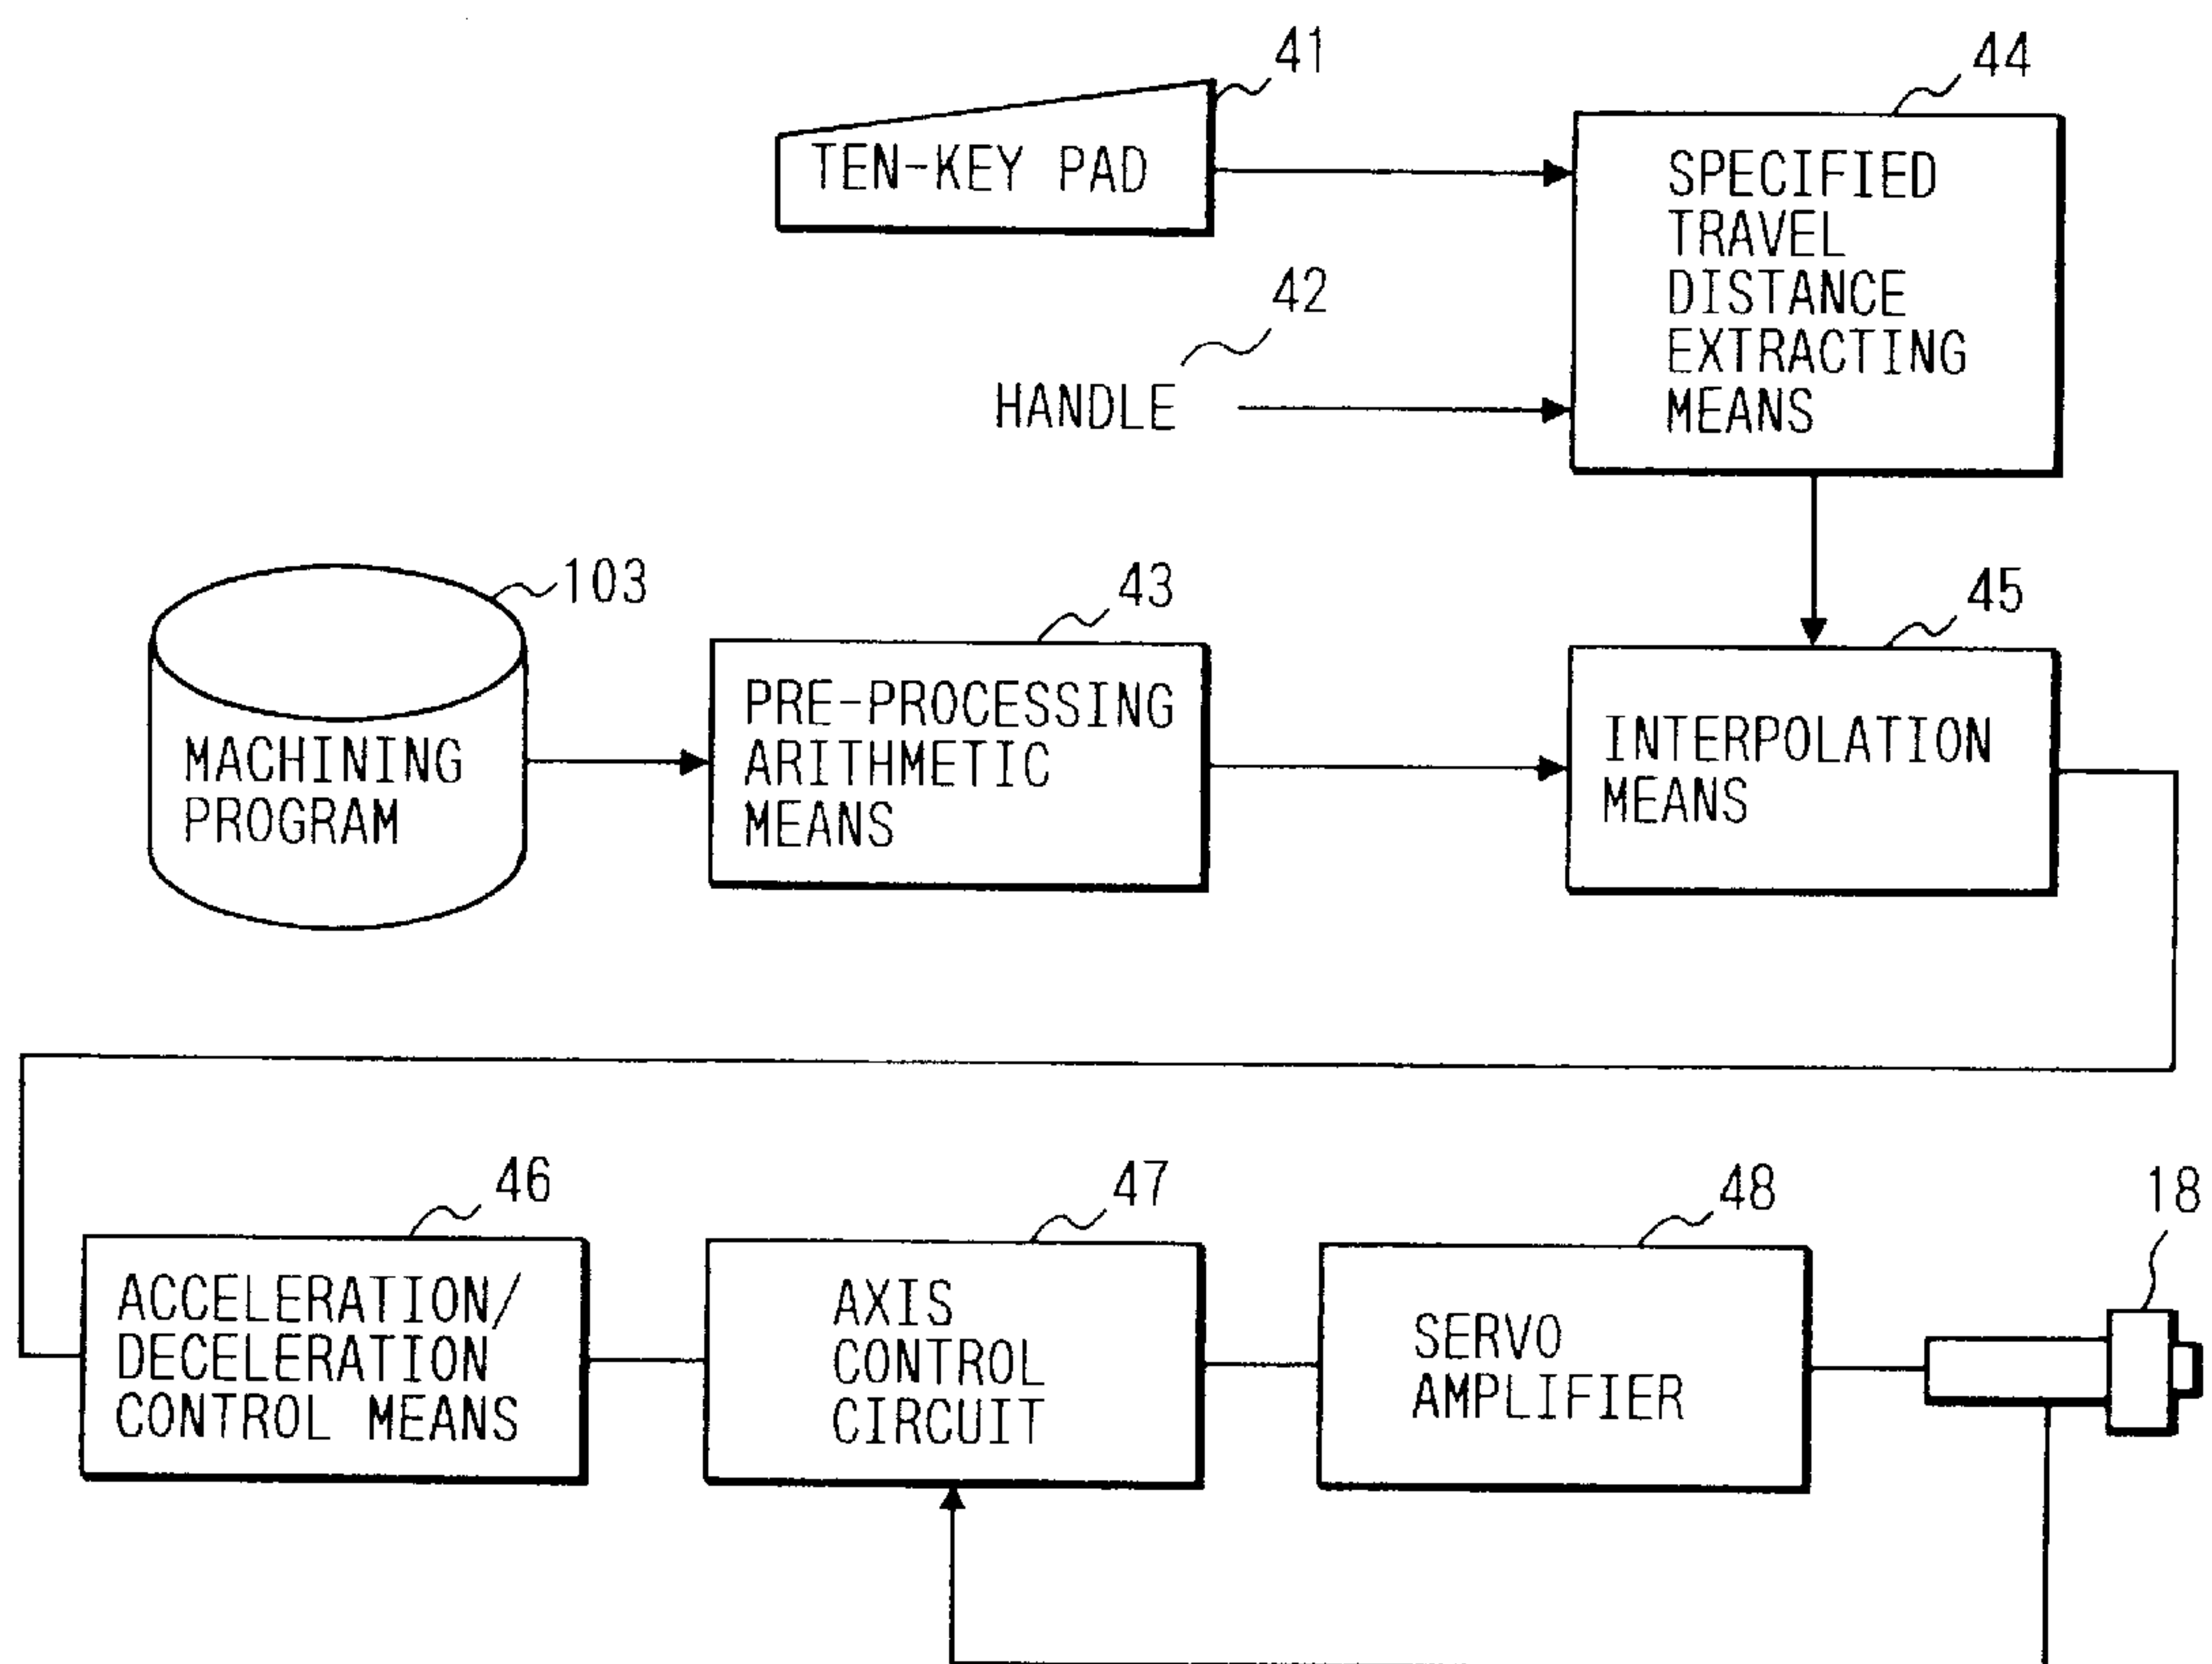 41
44
TEN-KEY PAD
SPECIFIED
TRAVEL
DISTANCE
EXTRACTING
MEANS
42
HANDLE
103
43
45
MACHINING
PROGRAM
PRE-PROCESSING
ARITHMETIC
MEANS
INTERPOLATION
MEANS
46
47
48
18
ACCELERATION/
DECELERATION
CONTROL MEANS
AXIS
CONTROL
CIRCUIT
SERVO
AMPLIFIER